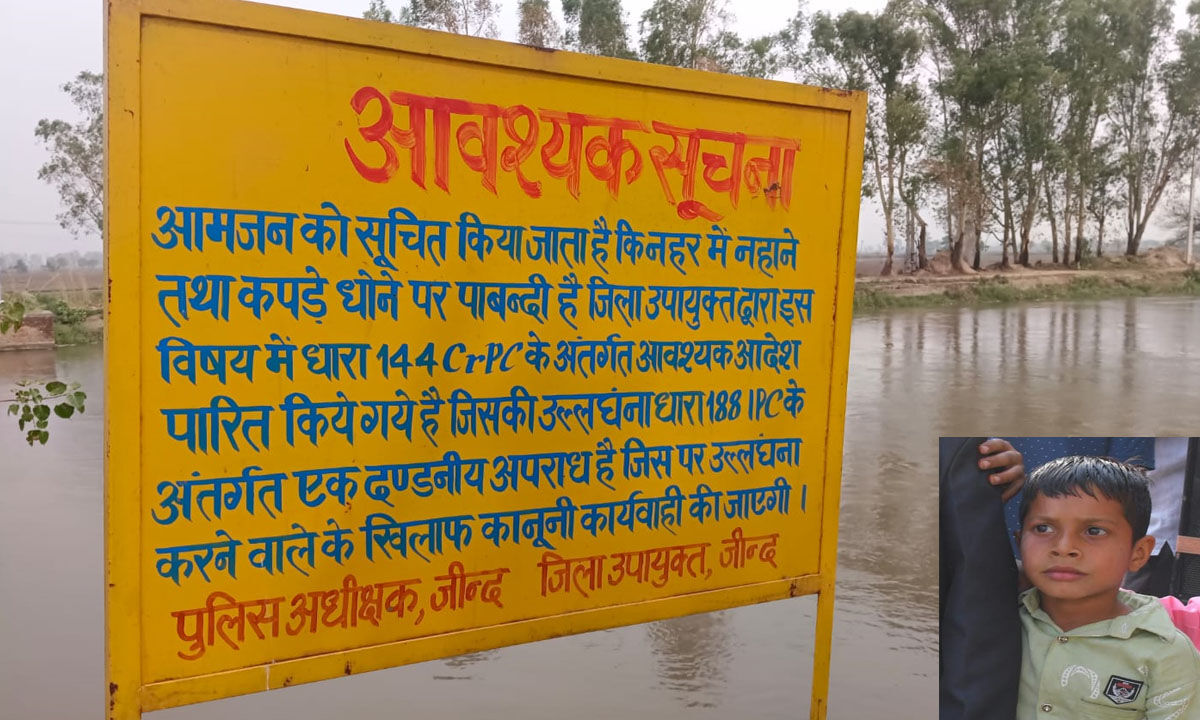 आवश्यक सूचना
आमजन को सूचित किया जाता है कि नहर में नहाने
तथा कपड़े धोने पर पाबन्दी है जिला उपायुक्त द्वारा इस
विषय में धारा 144 CrPC के अंतर्गत आवश्यक आदेश
पारित किये गये है जिसकी उल्लघंना धारा 188 IPC के
अंतर्गत एक दण्डनीय अपराध है जिस पर उल्लघंना
करने वाले के खिलाफ कानूनी कार्यवाही की जाएगी ।
पुलिस अधीक्षक, जीन्द जिला उपायुक्त, जीन्द